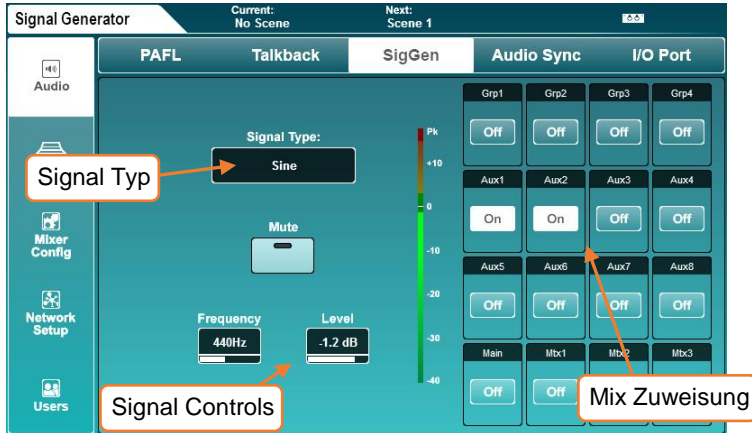 Signal Generator
Current:
No Scene
Next:
Scene 1
PAFL Talkback SigGen Audio Sync I/O Port
Audio
Mixer
Config
Network
Setup
Users
Signal Typ
Signal Type:
Sine
Mute
Frequency Level
440Hz -1.2 dB
Signal Controls
Pk
+10
0
-10
-20
-30
-40
Grp1 Grp2 Grp3 Grp4
Off Off Off Off
Aux1 Aux2 Aux3 Aux4
On On Off Off
Aux5 Aux6 Aux7 Aux8
Off Off Off Off
Main Mtx1 Mtx2 Mtx3
Off Off
Mix Zuweisung